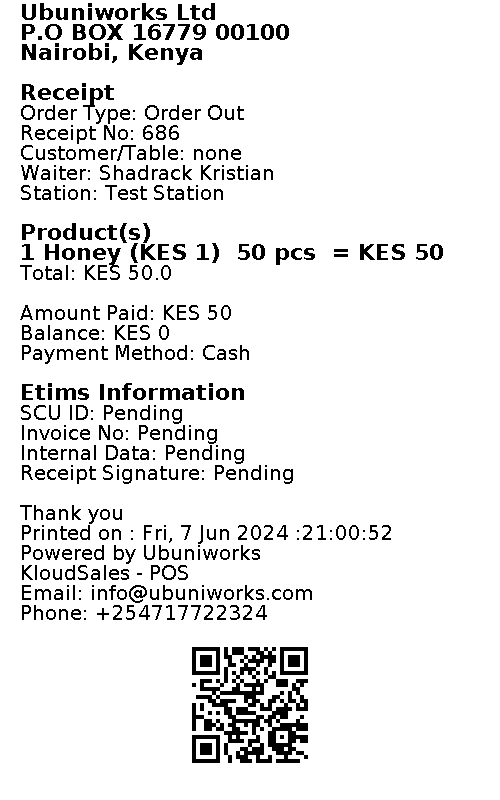 Ubuniworks Ltd
P.O BOX 16779 00100
Nairobi, Kenya
Receipt
Order Type: Order Out
Receipt No: 686
Customer/Table: none
Waiter: Shadrack Kristian
Station: Test Station
Product(s)
1 Honey (KES 1)  50 pcs  = KES 50
Total: KES 50.0
Amount Paid: KES 50
Balance: KES 0
Payment Method: Cash
Etims Information
SCU ID: Pending
Invoice No: Pending
Internal Data: Pending
Receipt Signature: Pending
Thank you
Printed on : Fri, 7 Jun 2024 :21:00:52
Powered by Ubuniworks
KloudSales - POS
Email: info@ubuniworks.com
Phone: +254717722324